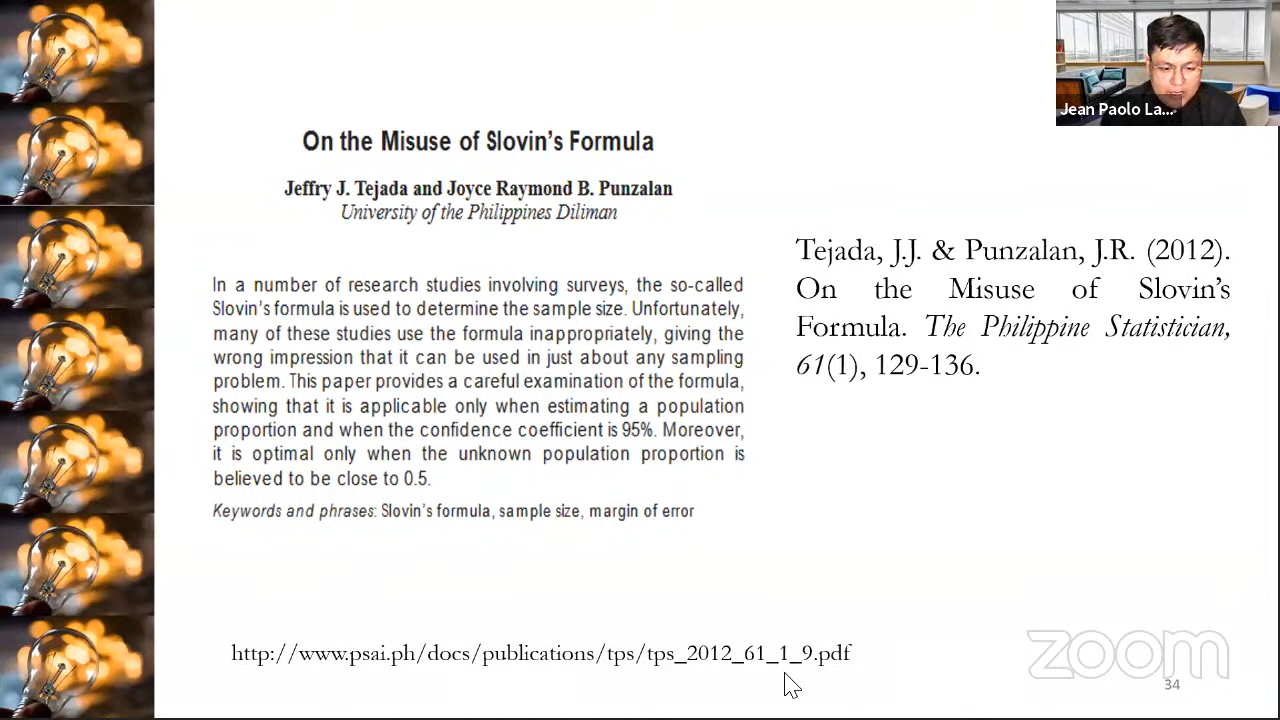 Jean Paolo La...
On the Misuse of Slovin's Formula
Jeffry J. Tejada and Joyce Raymond B. Punzalan
University of the Philippines Diliman
In a number of research studies involving surveys, the so-called
Slovin's formula is used to determine the sample size. Unfortunately,
many of these studies use the formula inappropriately, giving the
wrong impression that it can be used in just about any sampling
problem. This paper provides a careful examination of the formula,
showing that it is applicable only when estimating a population
proportion and when the confidence coefficient is 95%. Moreover,
it is optimal only when the unknown population proportion is
believed to be close to 0.5.
Keywords and phrases: Slovin's formula, sample size, margin of error
Tejada, J.J. & Punzalan, J.R. (2012).
On the Misuse of Slovin's
Formula. The Philippine Statistician,
61(1), 129-136.
http://www.psai.ph/docs/publications/tps/tps_2012_61_1_9.pdf
zoom
34